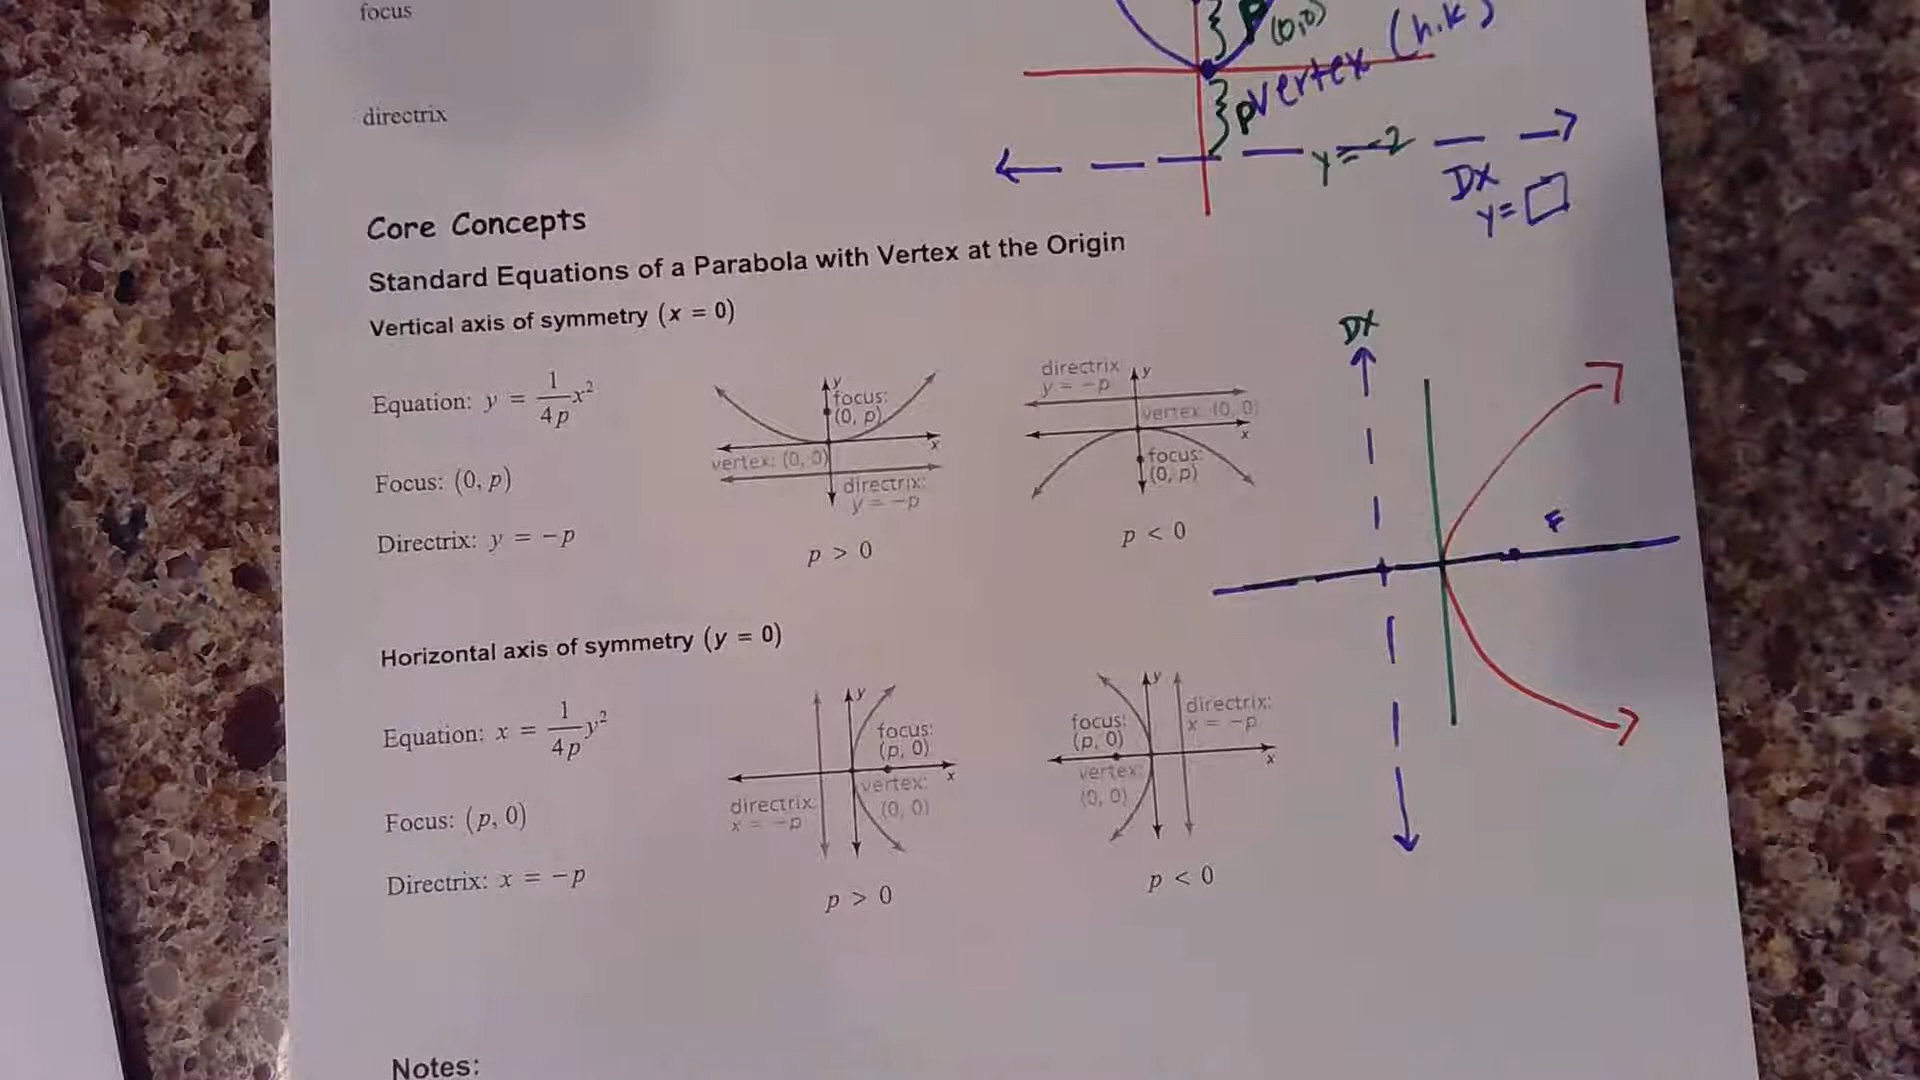 focus
P (0,0)
vertex (h,k)
directrix
P
y=-2
DX
y=
Core Concepts
Standard Equations of a Parabola with Vertex at the Origin
Vertical axis of symmetry (x = 0)
Equation: y = 1/4p x²
Focus: (0, p)
Directrix: y = −p
y
focus:
(0, p)
x
vertex: (0, 0)
directrix:
y = −p
p > 0
directrix
y = −p
y
vertex: (0, 0)
x
focus:
(0, p)
p < 0
DX
F
Horizontal axis of symmetry (y = 0)
Equation: x = 1/4p y²
Focus: (p, 0)
Directrix: x = −p
y
focus:
(p, 0)
x
vertex:
(0, 0)
directrix:
x = −p
p > 0
y
directrix:
x = −p
focus:
(p, 0)
x
vertex:
(0, 0)
p < 0
Notes: